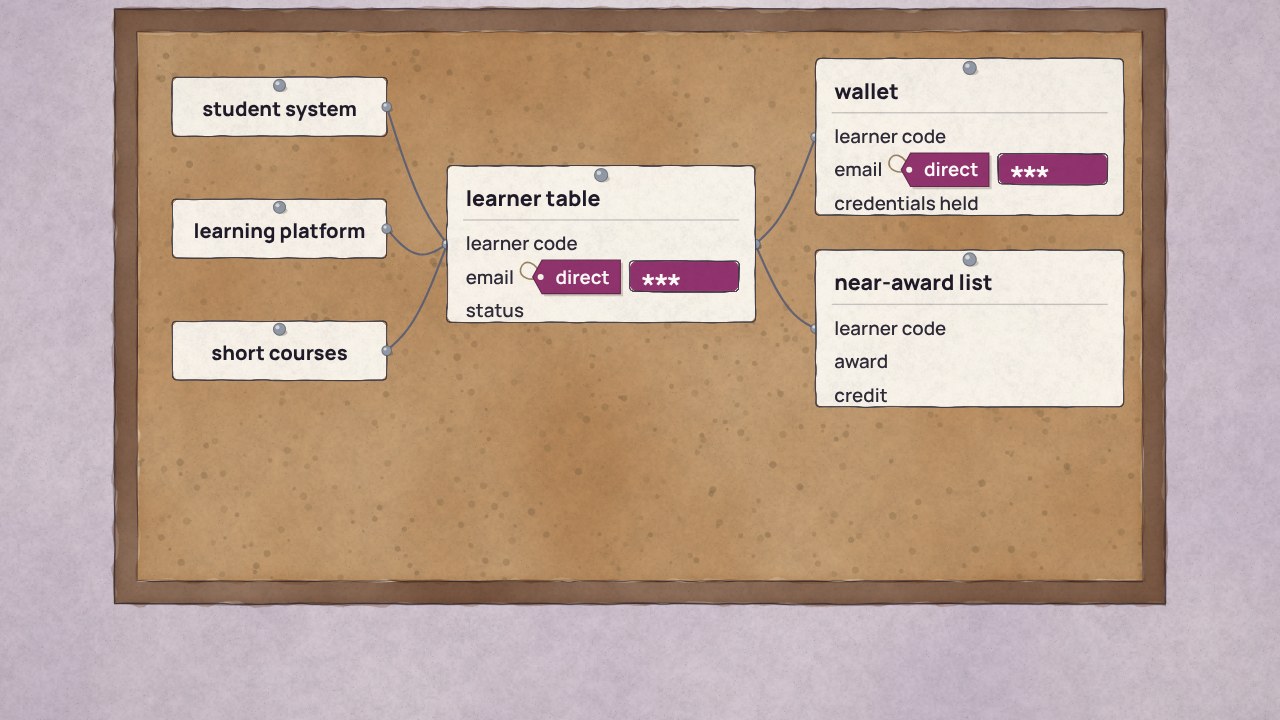 student system
learning platform
short courses
learner table
learner code
email direct ***
status
wallet
learner code
email direct ***
credentials held
near-award list
learner code
award
credit